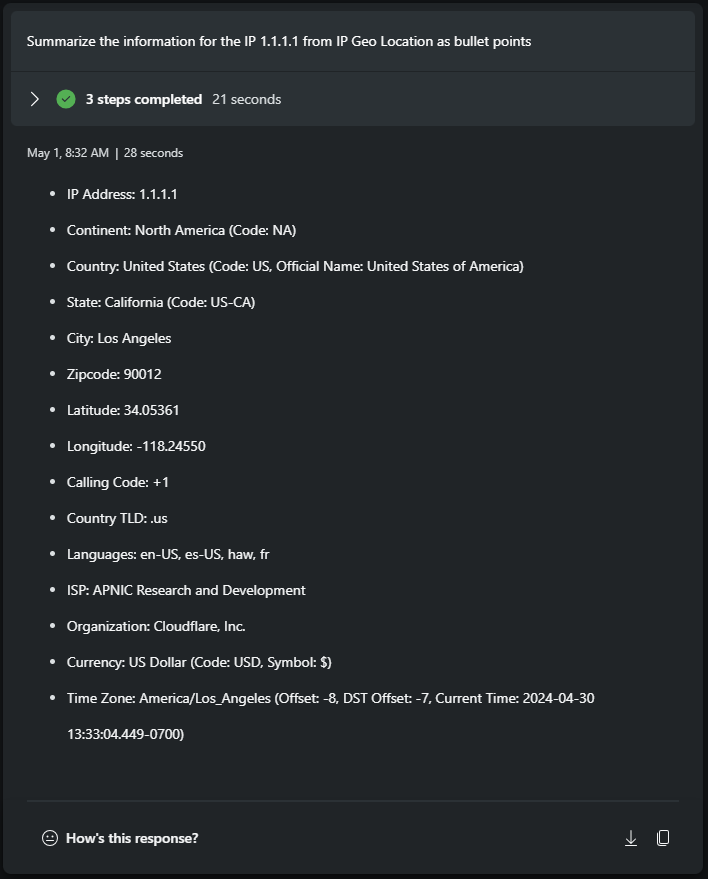 Summarize the information for the IP 1.1.1.1 from IP Geo Location as bullet points
3 steps completed 21 seconds
May 1, 8:32 AM | 28 seconds
• IP Address: 1.1.1.1
• Continent: North America (Code: NA)
• Country: United States (Code: US, Official Name: United States of America)
• State: California (Code: US-CA)
• City: Los Angeles
• Zipcode: 90012
• Latitude: 34.05361
• Longitude: -118.24550
• Calling Code: +1
• Country TLD: .us
• Languages: en-US, es-US, haw, fr
• ISP: APNIC Research and Development
• Organization: Cloudflare, Inc.
• Currency: US Dollar (Code: USD, Symbol: $)
• Time Zone: America/Los_Angeles (Offset: -8, DST Offset: -7, Current Time: 2024-04-30
13:33:04.449-0700)
How's this response?